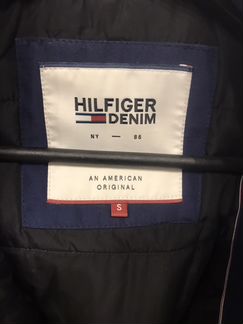 HILFIGER
DENIM
NY — 85
AN AMERICAN
ORIGINAL
S